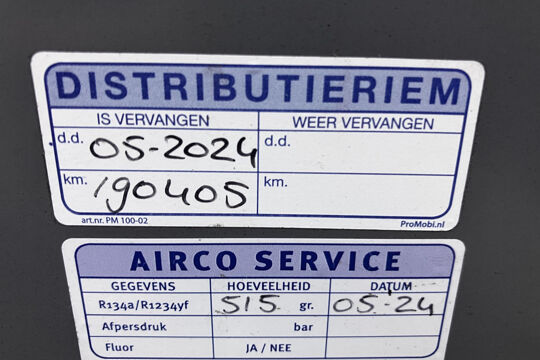 DISTRIBUTIERIEM
IS VERVANGEN WEER VERVANGEN
d.d. 05-2024 d.d.
km. 190405 km.
art.nr. PM 100-02 ProMobi.nl
AIRCO SERVICE
GEGEVENS HOEVEELHEID DATUM
R134a/R1234yf 515 gr. 05-24
Afpersdruk bar
Fluor JA / NEE